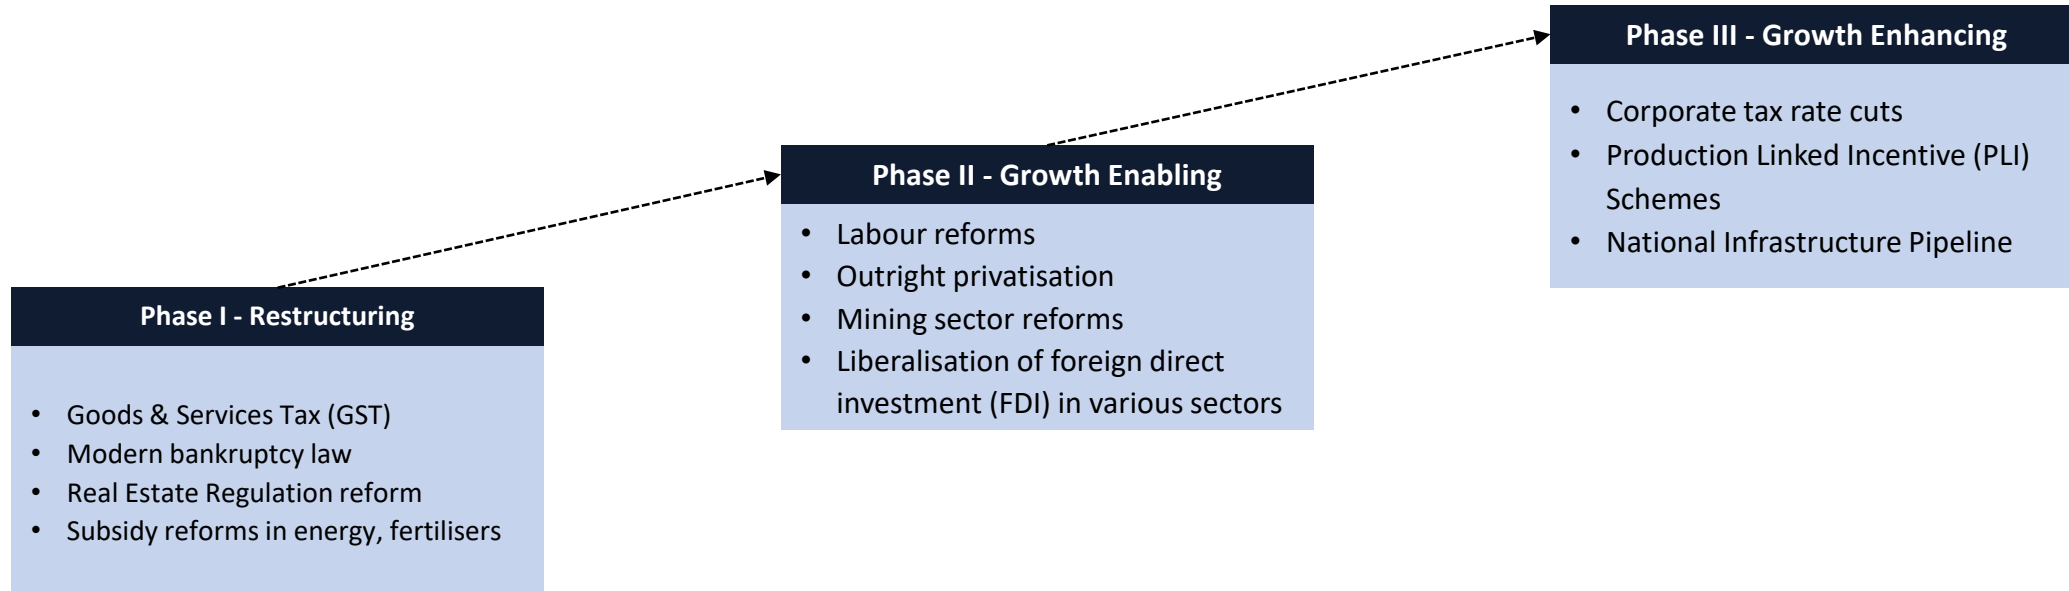 Phase I - Restructuring
• Goods & Services Tax (GST)
• Modern bankruptcy law
• Real Estate Regulation reform
• Subsidy reforms in energy, fertilisers
Phase II - Growth Enabling
• Labour reforms
• Outright privatisation
• Mining sector reforms
• Liberalisation of foreign direct
investment (FDI) in various sectors
Phase III - Growth Enhancing
• Corporate tax rate cuts
• Production Linked Incentive (PLI)
Schemes
• National Infrastructure Pipeline